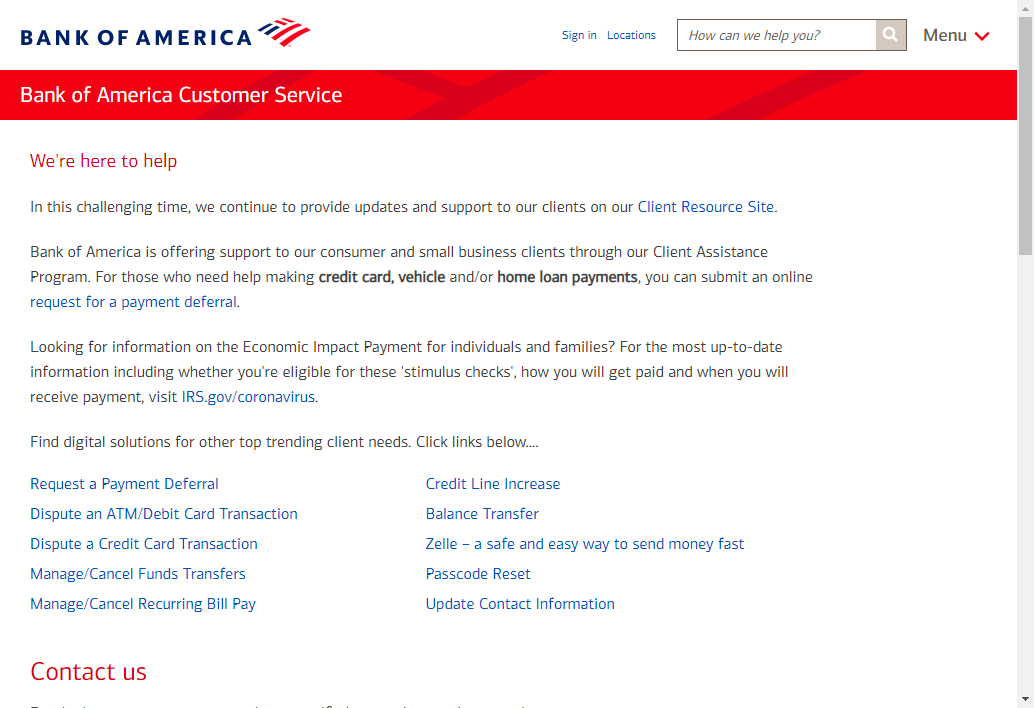 BANK OF AMERICA
Sign in Locations
How can we help you?
Menu
Bank of America Customer Service
We're here to help
In this challenging time, we continue to provide updates and support to our clients on our Client Resource Site.
Bank of America is offering support to our consumer and small business clients through our Client Assistance
Program. For those who need help making credit card, vehicle and/or home loan payments, you can submit an online
request for a payment deferral.
Looking for information on the Economic Impact Payment for individuals and families? For the most up-to-date
information including whether you're eligible for these 'stimulus checks', how you will get paid and when you will
receive payment, visit IRS.gov/coronavirus.
Find digital solutions for other top trending client needs. Click links below....
Request a Payment Deferral
Dispute an ATM/Debit Card Transaction
Dispute a Credit Card Transaction
Manage/Cancel Funds Transfers
Manage/Cancel Recurring Bill Pay
Credit Line Increase
Balance Transfer
Zelle – a safe and easy way to send money fast
Passcode Reset
Update Contact Information
Contact us